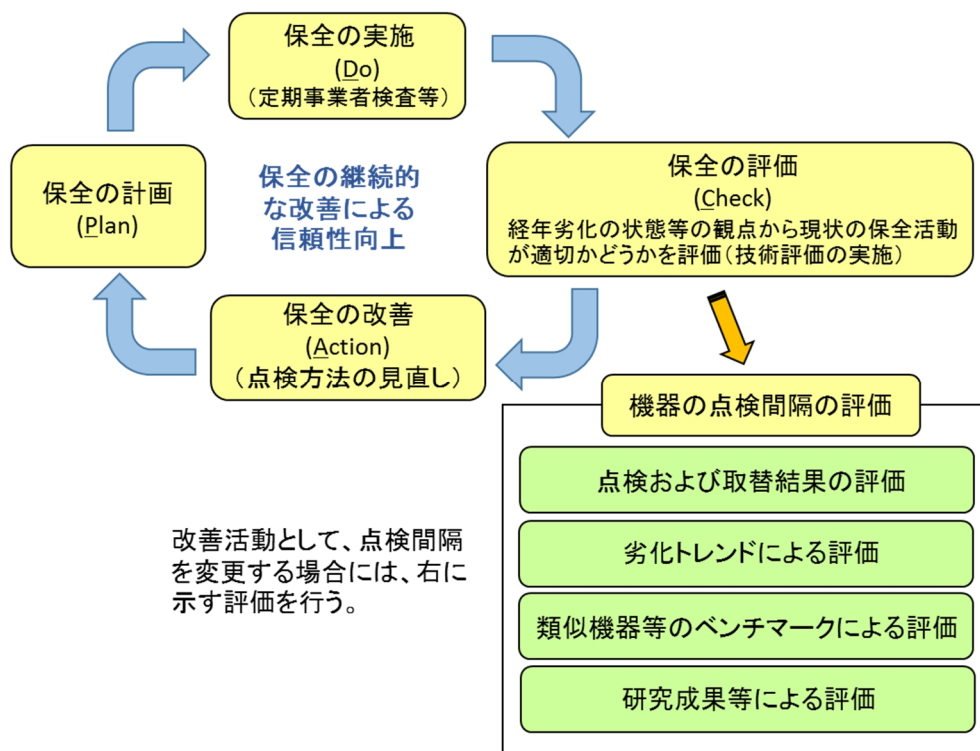 保全の実施
(Do)
（定期事業者検査等）
保全の計画
(Plan)
保全の継続的
な改善による
信頼性向上
保全の評価
(Check)
経年劣化の状態等の観点から現状の保全活動
が適切かどうかを評価（技術評価の実施）
保全の改善
(Action)
（点検方法の見直し）
機器の点検間隔の評価
点検および取替結果の評価
劣化トレンドによる評価
類似機器等のベンチマークによる評価
研究成果等による評価
改善活動として、点検間隔
を変更する場合には、右に
示す評価を行う。